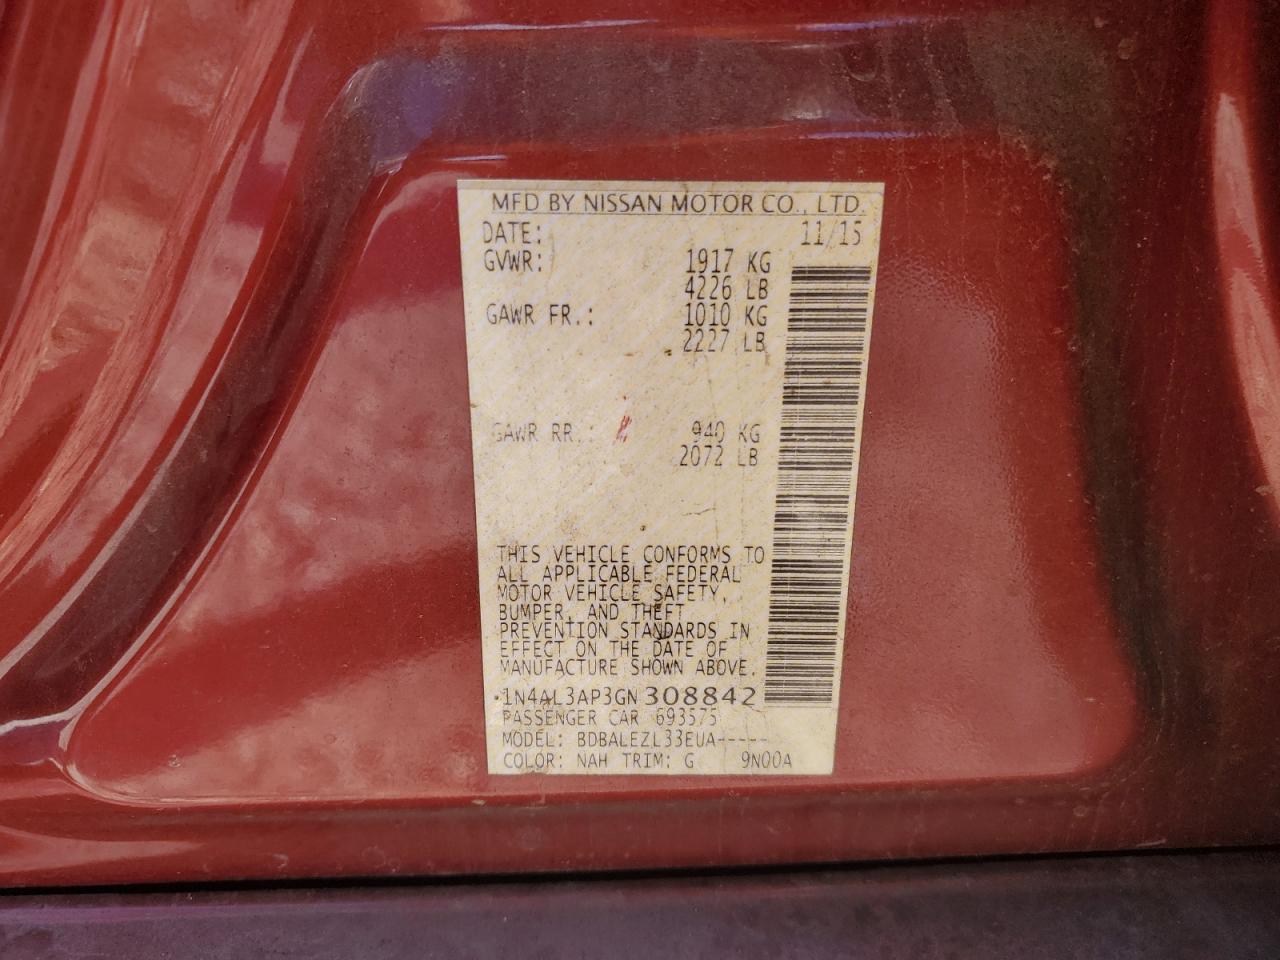 MFD BY NISSAN MOTOR CO., LTD.
DATE: 11/15
GVWR: 1917 KG
4226 LB
GAWR FR.: 1010 KG
2227 LB
GAWR RR.: 940 KG
2072 LB
THIS VEHICLE CONFORMS TO
ALL APPLICABLE FEDERAL
MOTOR VEHICLE SAFETY,
BUMPER, AND THEFT
PREVENTION STANDARDS IN
EFFECT ON THE DATE OF
MANUFACTURE SHOWN ABOVE.
1N4AL3AP3GN308842
PASSENGER CAR 693575
MODEL: BDBALEZL33EUA-----
COLOR: NAH TRIM: G 9N00A